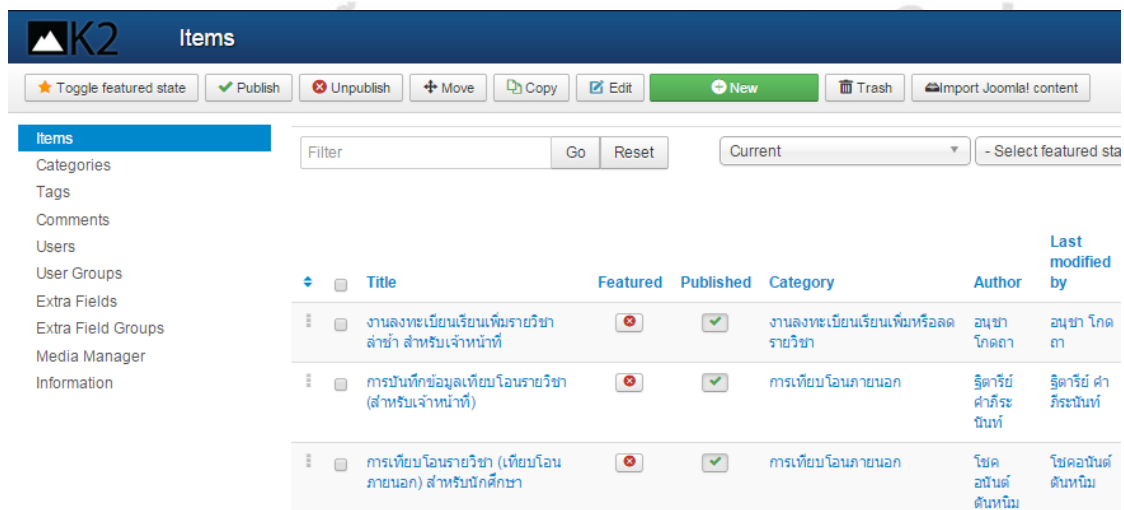 K2 Items
Toggle featured state Publish Unpublish Move Copy Edit New Trash Import Joomla! content
Items
Categories
Tags
Comments
Users
User Groups
Extra Fields
Extra Field Groups
Media Manager
Information
Filter Go Reset Current - Select featured sta
Last
modified
Title Featured Published Category Author by
งานลงทะเบียนเรียนเพิ่มรายวิชา งานลงทะเบียนเรียนเพิ่มหรือลด อนุชา อนุชา โกด
ล่าช้า สำหรับเจ้าหน้าที่ รายวิชา โกดถา ถา
การบันทึกข้อมูลเทียบโอนรายวิชา การเทียบโอนภายนอก ฐิตารีย์ ฐิตารีย์ ศำ
(สำหรับเจ้าหน้าที่) ศำภีระ ภีระนันท์
นันท์
การเทียบโอนรายวิชา (เทียบโอน การเทียบโอนภายนอก โชค โชคอนันต์
ภายนอก) สำหรับนักศึกษา อนันต์ ตันหนิม
ตันหนิม